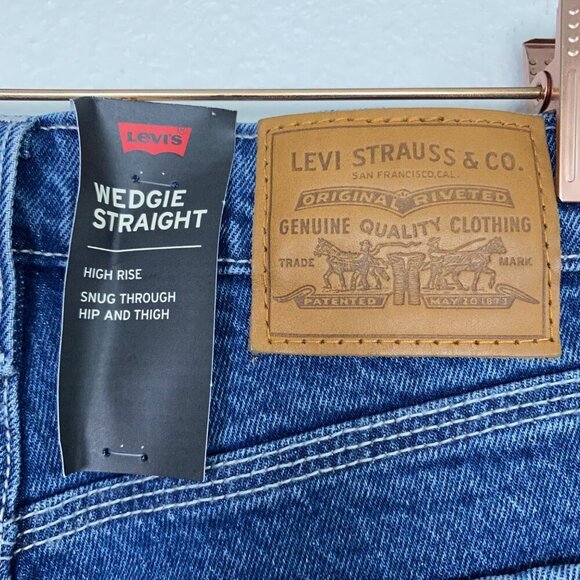 LEVI'S
WEDGIE
STRAIGHT
HIGH RISE
SNUG THROUGH
HIP AND THIGH
LEVI STRAUSS & CO.
SAN FRANCISCO, CAL.
ORIGINAL RIVETED
GENUINE QUALITY CLOTHING
TRADE MARK
PATENTED MAY 20 1873